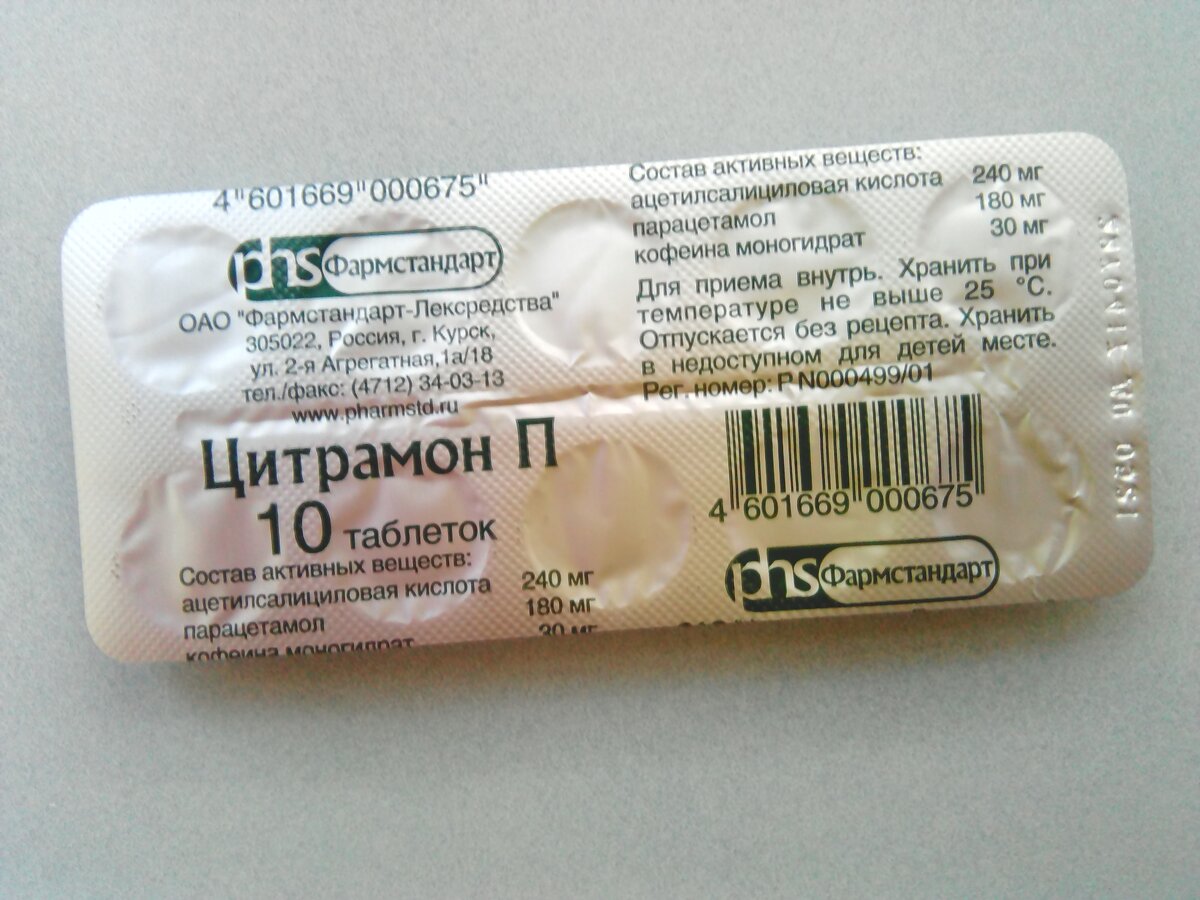 4 601669 000675
phs Фармстандарт
ОАО "Фармстандарт-Лексредства"
305022, Россия, г. Курск,
ул. 2-я Агрегатная,1а/18
тел./факс: (4712) 34-03-13
www.pharmstd.ru
Цитрамон П
10 таблеток
Состав активных веществ:
ацетилсалициловая кислота 240 мг
парацетамол 180 мг
кофеина моногидрат 30 мг
Состав активных веществ:
ацетилсалициловая кислота 240 мг
парацетамол 180 мг
кофеина моногидрат 30 мг
Для приема внутрь. Хранить при
температуре не выше 25 °C.
Отпускается без рецепта. Хранить
в недоступном для детей месте.
Рег. номер: P N000499/01
4 601669 000675
phs Фармстандарт